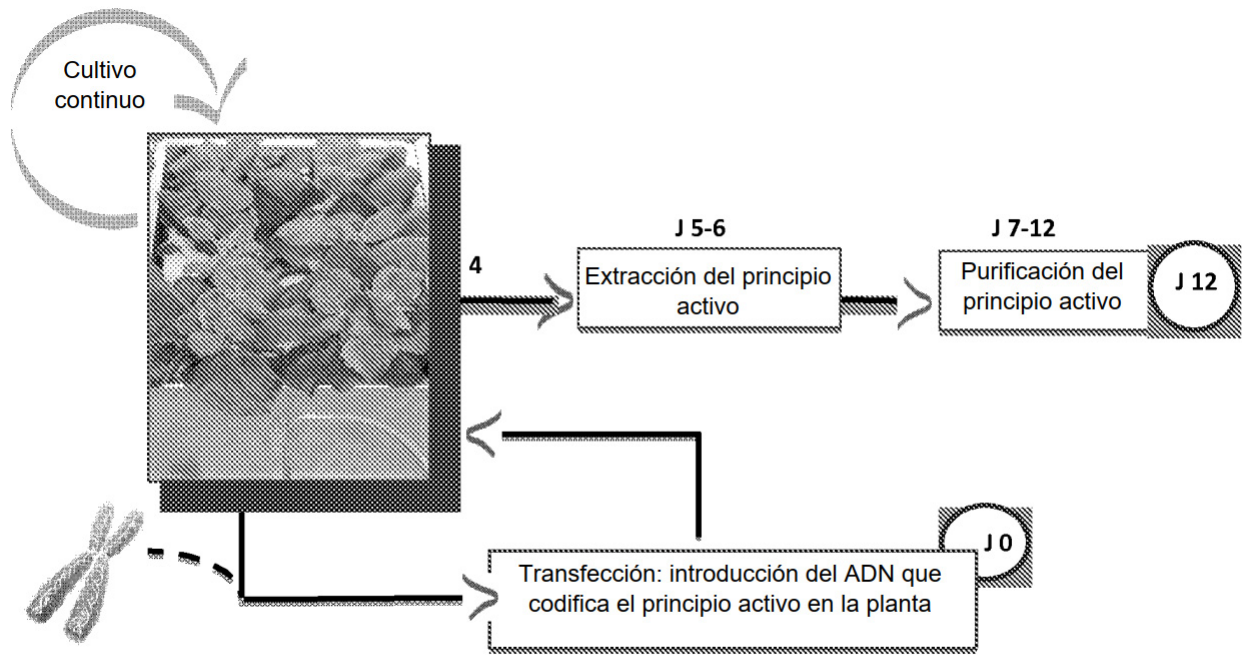 Cultivo
continuo
4
J 5-6
Extracción del principio
activo
J 7-12
Purificación del
principio activo
J 12
J 0
Transfección: introducción del ADN que
codifica el principio activo en la planta